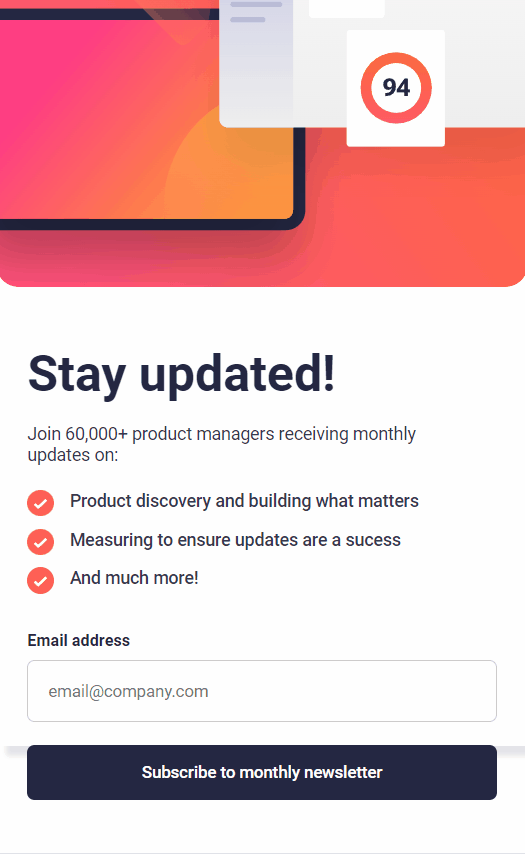 94
Stay updated!
Join 60,000+ product managers receiving monthly
updates on:
Product discovery and building what matters
Measuring to ensure updates are a sucess
And much more!
Email address
email@company.com
Subscribe to monthly newsletter